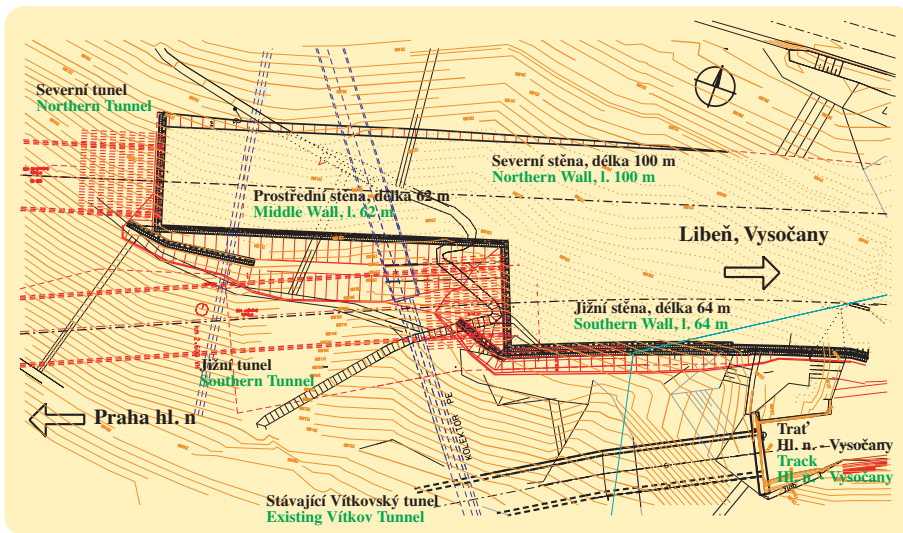 Severní tunel
Northern Tunnel
Severní stěna, délka 100 m
Northern Wall, l. 100 m
Prostřední stěna, délka 62 m
Middle Wall, l. 62 m
Libeň, Vysočany
Jižní stěna, délka 64 m
Southern Wall, l. 64 m
Jižní tunel
Southern Tunnel
Praha hl. n
KOLEKTOR PE
Trať
Hl. n. - Vysočany
Track
Hl. n. - Vysočany
Stávající Vítkovský tunel
Existing Vítkov Tunnel